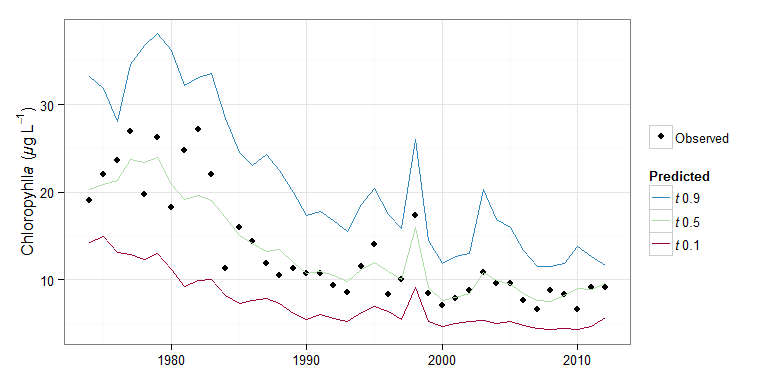 Chloropyhlla (μg L⁻¹)
30
20
10
1980
1990
2000
2010
Observed
Predicted
t 0.9
t 0.5
t 0.1